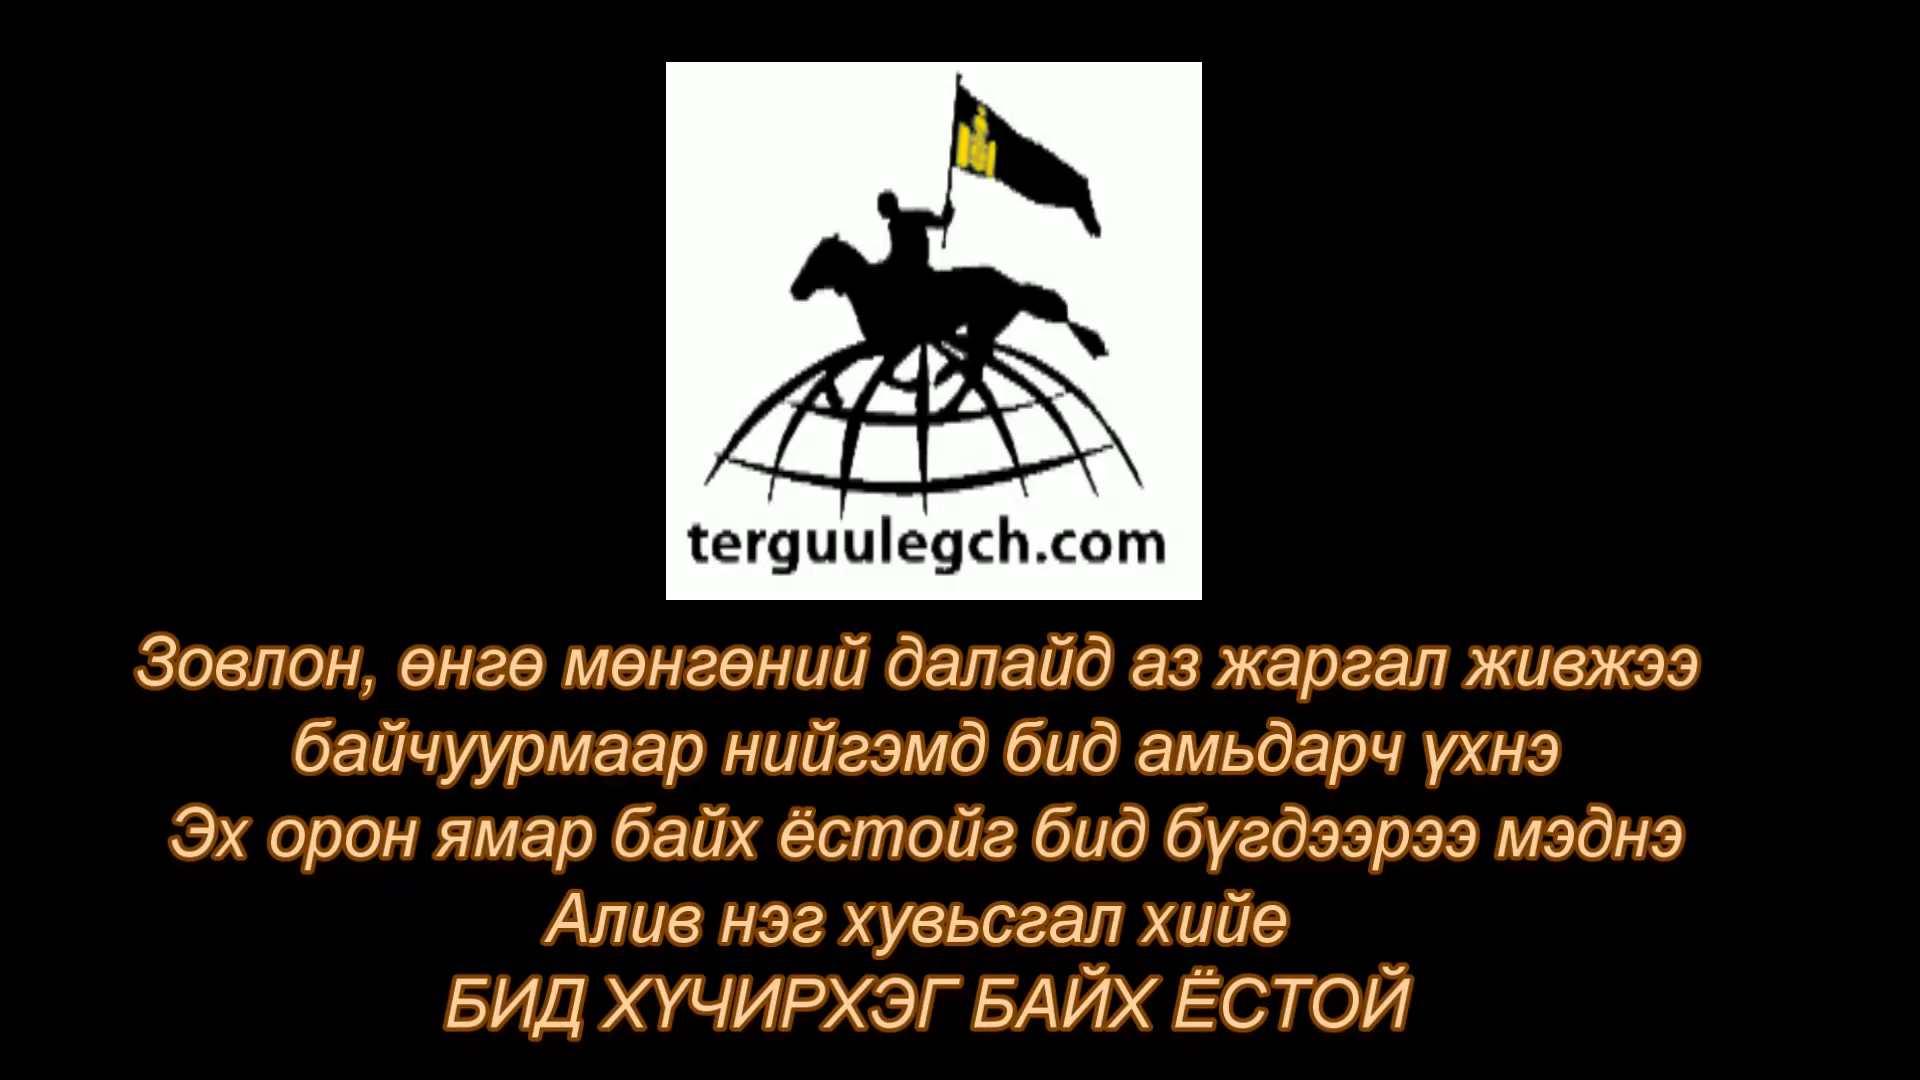 terguulegch.com
Зовлон, өнгө мөнгөний далайд аз жаргал живжээ
байчуурмаар нийгэмд бид амьдарч үхнэ
Эх орон ямар байх ёстойг бид бүгдээрээ мэднэ
Алив нэг хувьсгал хийе
БИД ХҮЧИРХЭГ БАЙХ ЁСТОЙ